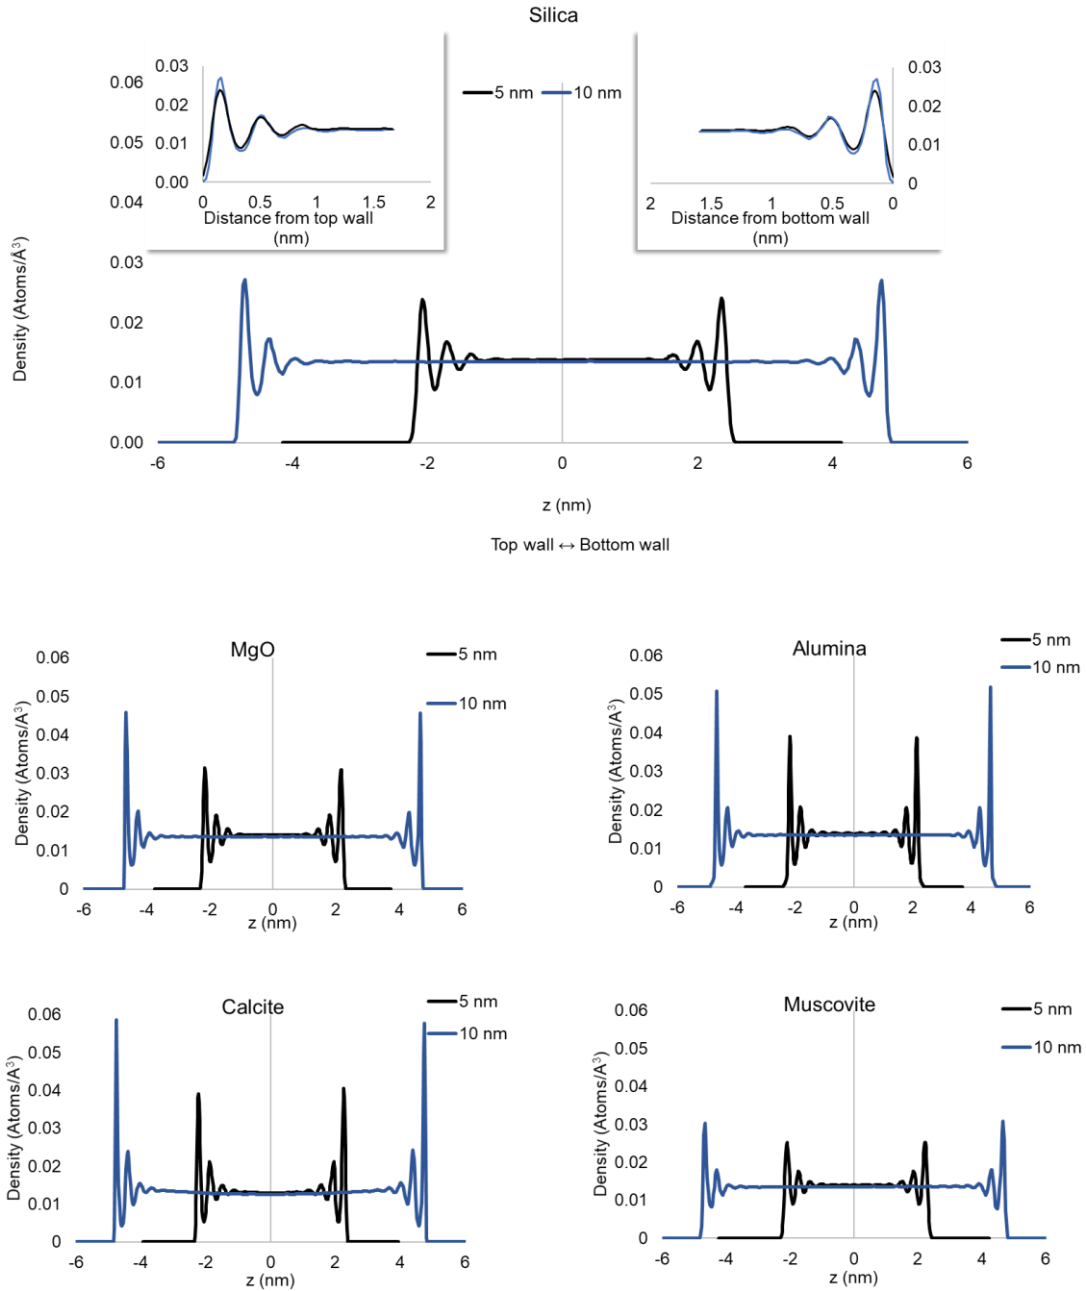 Silica
0.03
0.02
0.01
0.00
0 0.5 1 1.5 2
Distance from top wall
(nm)
5 nm 10 nm
0.03
0.02
0.01
0
2 1.5 1 0.5 0
Distance from bottom wall
(nm)
Density (Atoms/Å³)
0.06
0.05
0.04
0.03
0.02
0.01
0.00
-6 -4 -2 0 2 4 6
z (nm)
Top wall ↔ Bottom wall
MgO
5 nm
10 nm
Density (Atoms/A³)
0.06
0.05
0.04
0.03
0.02
0.01
0
-6 -4 -2 0 2 4 6
z (nm)
Alumina
5 nm
10 nm
Density (Atoms/A³)
0.06
0.05
0.04
0.03
0.02
0.01
0
-6 -4 -2 0 2 4 6
z (nm)
Calcite
5 nm
10 nm
Density (Atoms/A³)
0.06
0.05
0.04
0.03
0.02
0.01
0
-6 -4 -2 0 2 4 6
z (nm)
Muscovite
5 nm
10 nm
Density (Atoms/A³)
0.06
0.05
0.04
0.03
0.02
0.01
0
-6 -4 -2 0 2 4 6
z (nm)